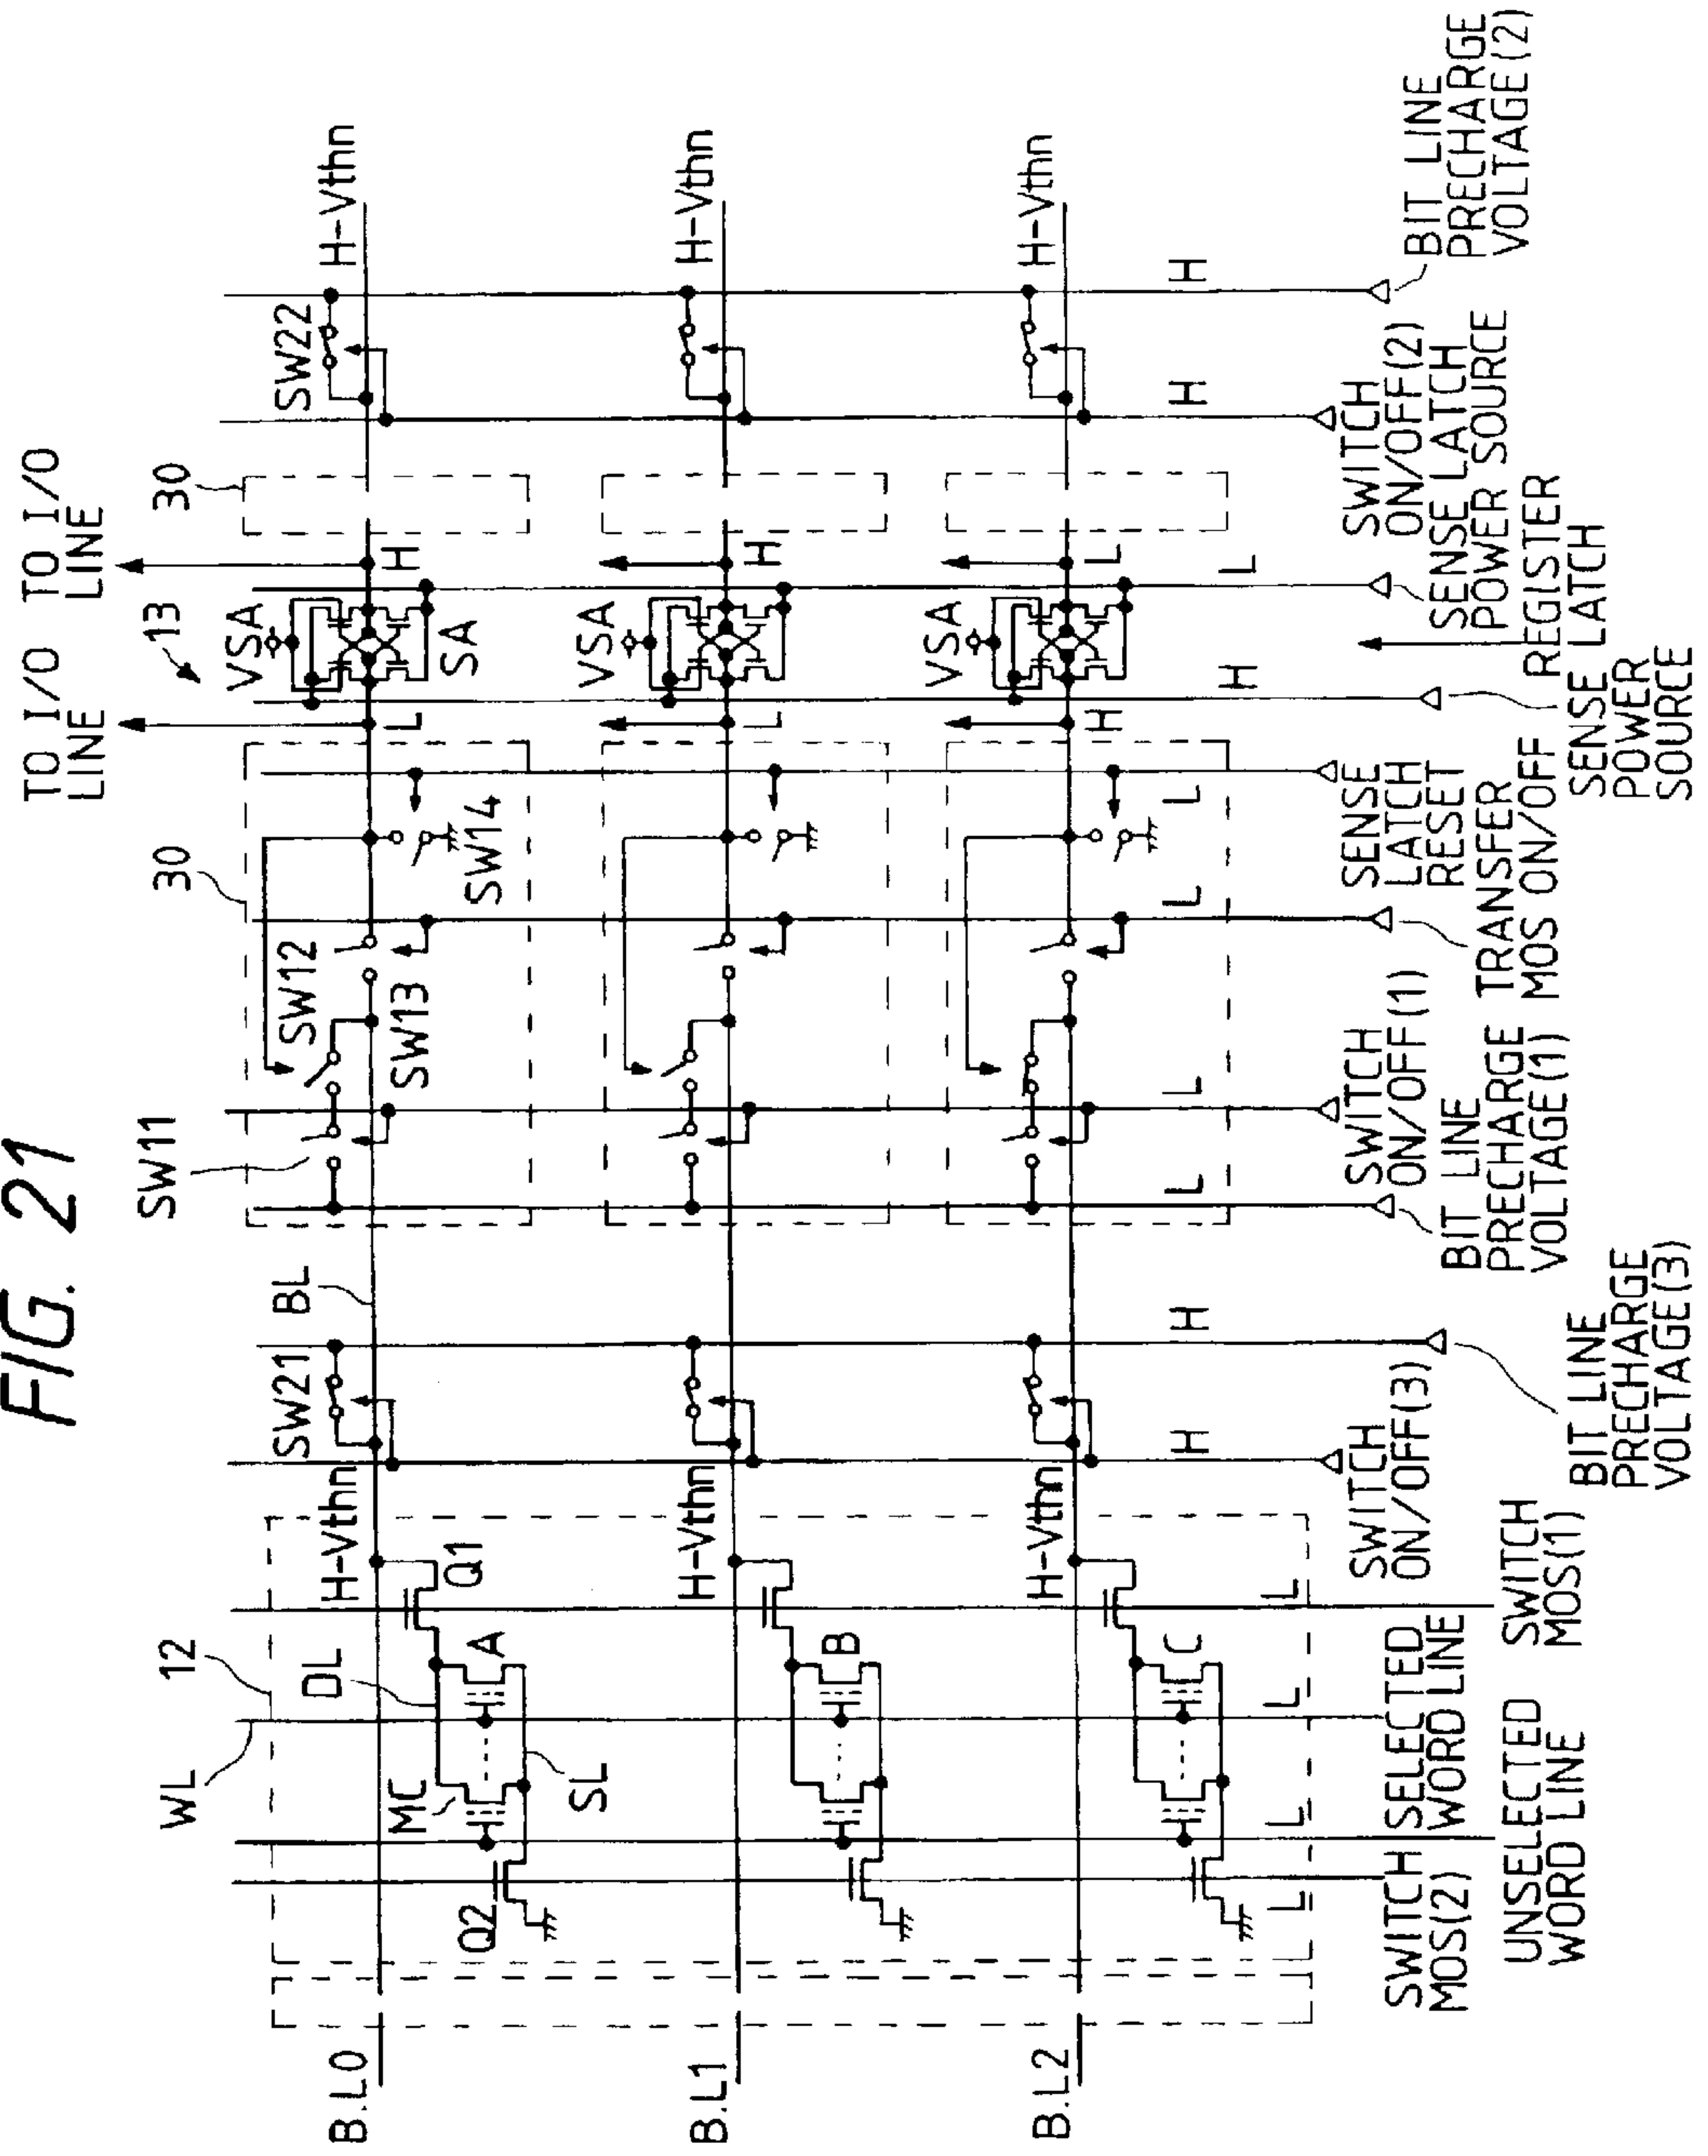 FIG. 21
TO I/O
LINE
TO I/O
LINE
13
30
30
SW11
12
WL
VSA
SA
SW22
H-Vthn
H
L
SW14
SW12
SW13
BL
SW21
H-Vthn
Q1
DL
A
MC
SL
Q2
B.L0
H-Vthn
H
VSA
L
H-Vthn
B
B.L1
H-Vthn
L
VSA
H
H-Vthn
C
B.L2
H
H
L
H
L
L
L
L
H
H
L
L
L
L
BIT LINE
PRECHARGE
VOLTAGE(2)
SWITCH
ON/OFF(2)
SENSE LATCH
POWER SOURCE
REGISTER
SENSE LATCH
POWER
SOURCE
SENSE
LATCH
RESET
TRANSFER
MOS ON/OFF
SWITCH
ON/OFF(1)
BIT LINE
PRECHARGE
VOLTAGE(1)
BIT LINE
PRECHARGE
VOLTAGE(3)
SWITCH
ON/OFF(3)
SWITCH
MOS(1)
SELECTED
WORD LINE
UNSELECTED
WORD LINE
SWITCH
MOS(2)